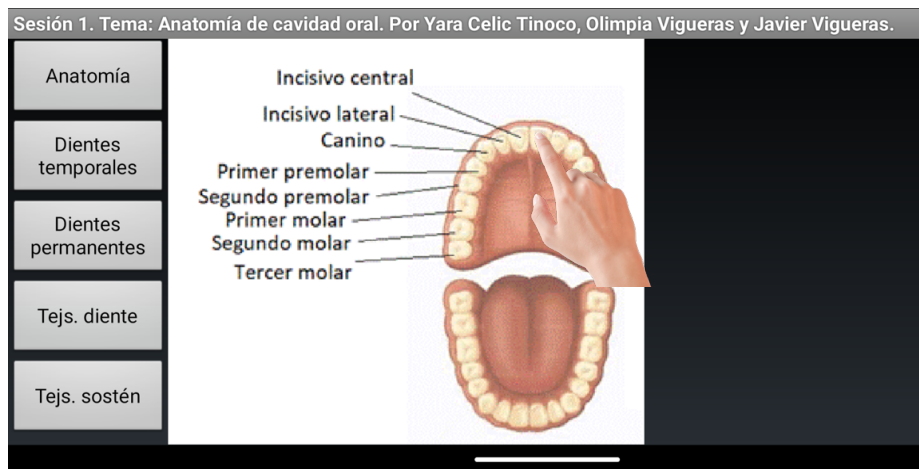 Sesión 1. Tema: Anatomía de cavidad oral. Por Yara Celic Tinoco, Olimpia Vigueras y Javier Vigueras.
Anatomía
Dientes
temporales
Dientes
permanentes
Tejs. diente
Tejs. sostén
Incisivo central
Incisivo lateral
Canino
Primer premolar
Segundo premolar
Primer molar
Segundo molar
Tercer molar